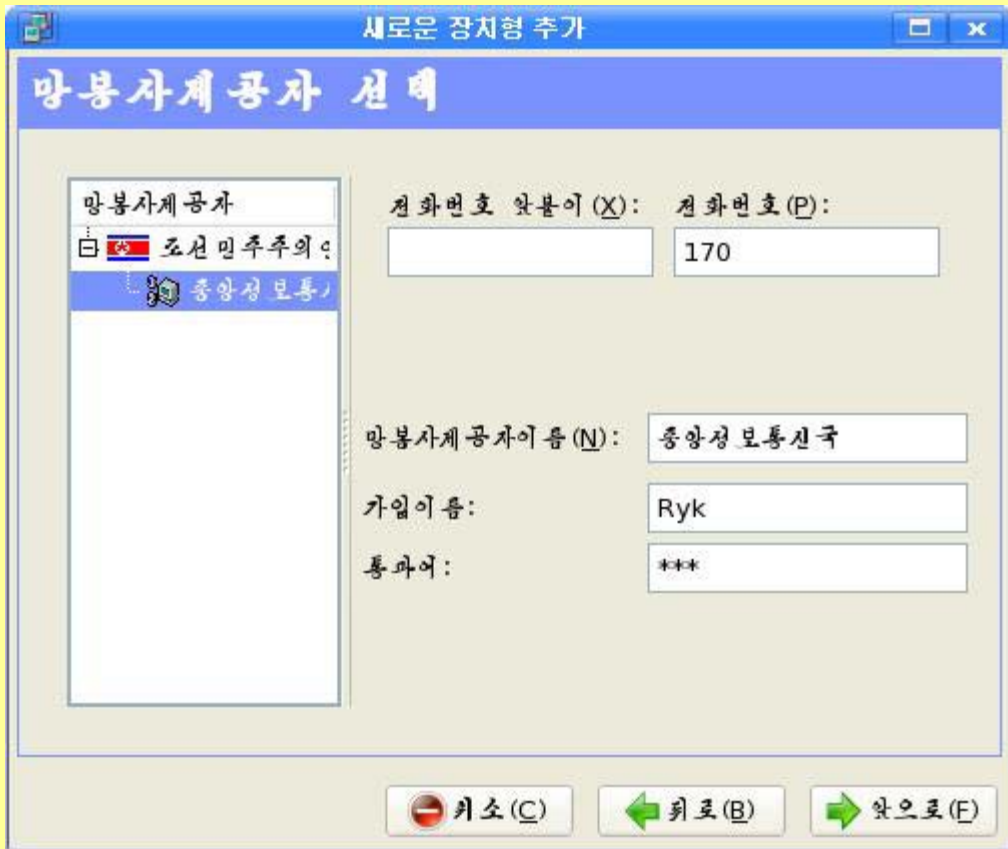 새로운 장치형 추가
망봉사제공자 선택
망봉사제공자
조선민주주의
중앙정보통
전화번호 앞붙이(X):
전화번호(P):
170
망봉사제공자이름(N):
중앙정보통신국
가입이름:
Ryk
통과어:
***
취소(C)
뒤로(B)
앞으로(F)